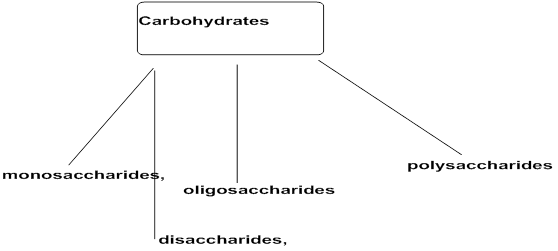 Carbohydrates
monosaccharides,
disaccharides,
oligosaccharides
polysaccharides